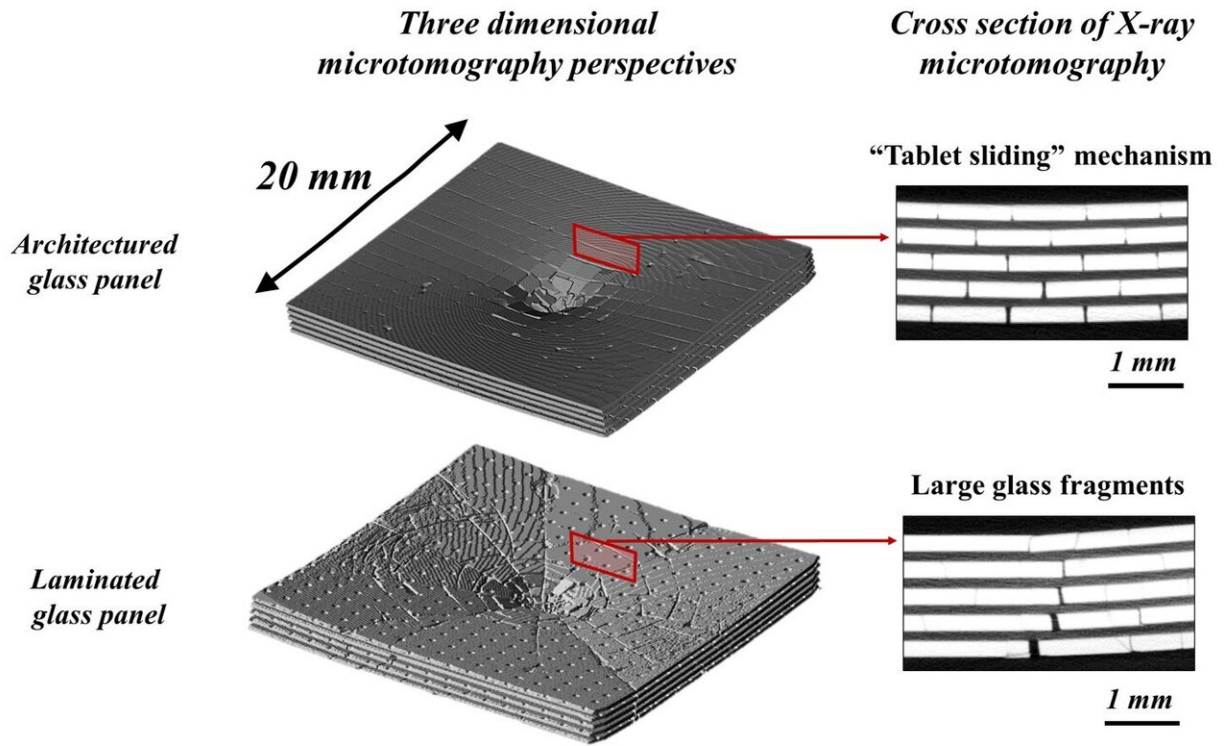 Three dimensional
microtomography perspectives
Cross section of X-ray
microtomography
20 mm
"Tablet sliding" mechanism
Architectured
glass panel
1 mm
Large glass fragments
Laminated
glass panel
1 mm